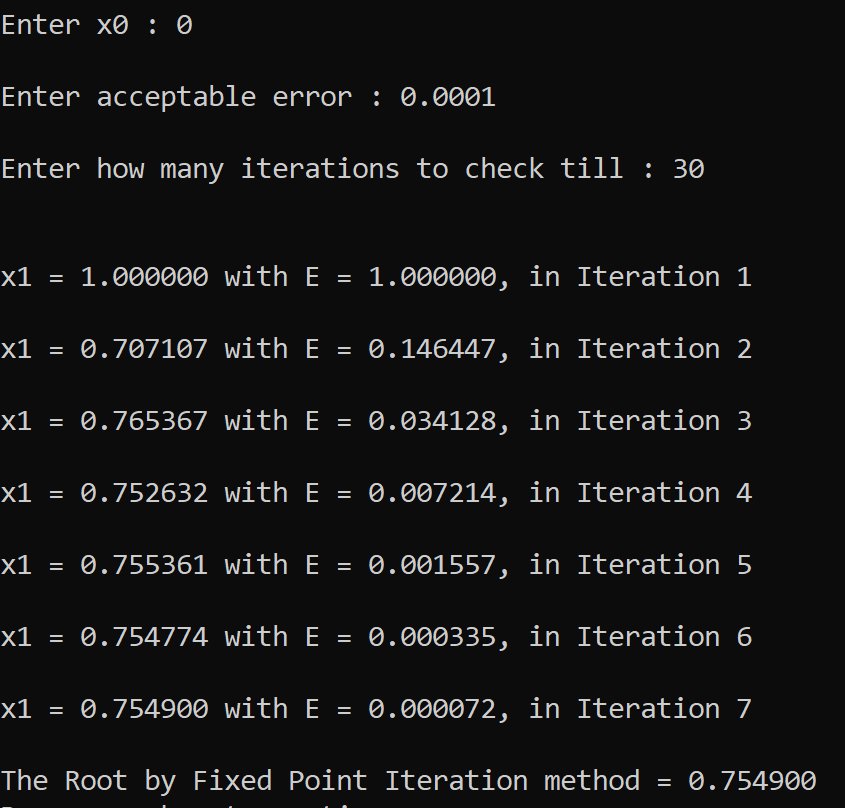 Enter x0 : 0
Enter acceptable error : 0.0001
Enter how many iterations to check till : 30
x1 = 1.000000 with E = 1.000000, in Iteration 1
x1 = 0.707107 with E = 0.146447, in Iteration 2
x1 = 0.765367 with E = 0.034128, in Iteration 3
x1 = 0.752632 with E = 0.007214, in Iteration 4
x1 = 0.755361 with E = 0.001557, in Iteration 5
x1 = 0.754774 with E = 0.000335, in Iteration 6
x1 = 0.754900 with E = 0.000072, in Iteration 7
The Root by Fixed Point Iteration method = 0.754900